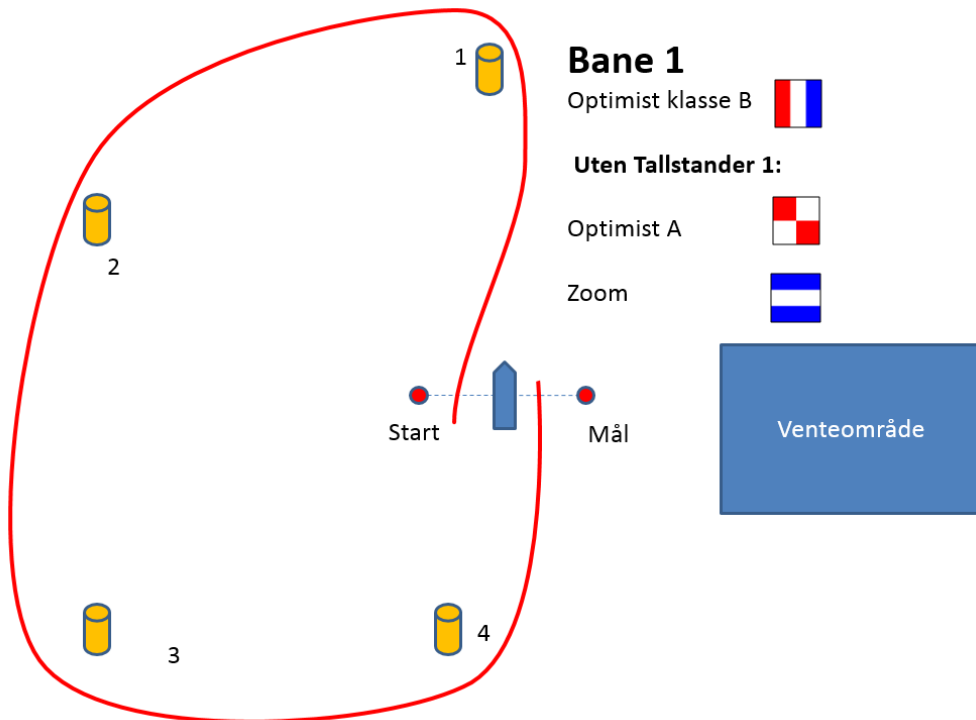 1
Bane 1
Optimist klasse B
Uten Tallstander 1:
Optimist A
2
Zoom
Start
Mål
Venteområde
3
4